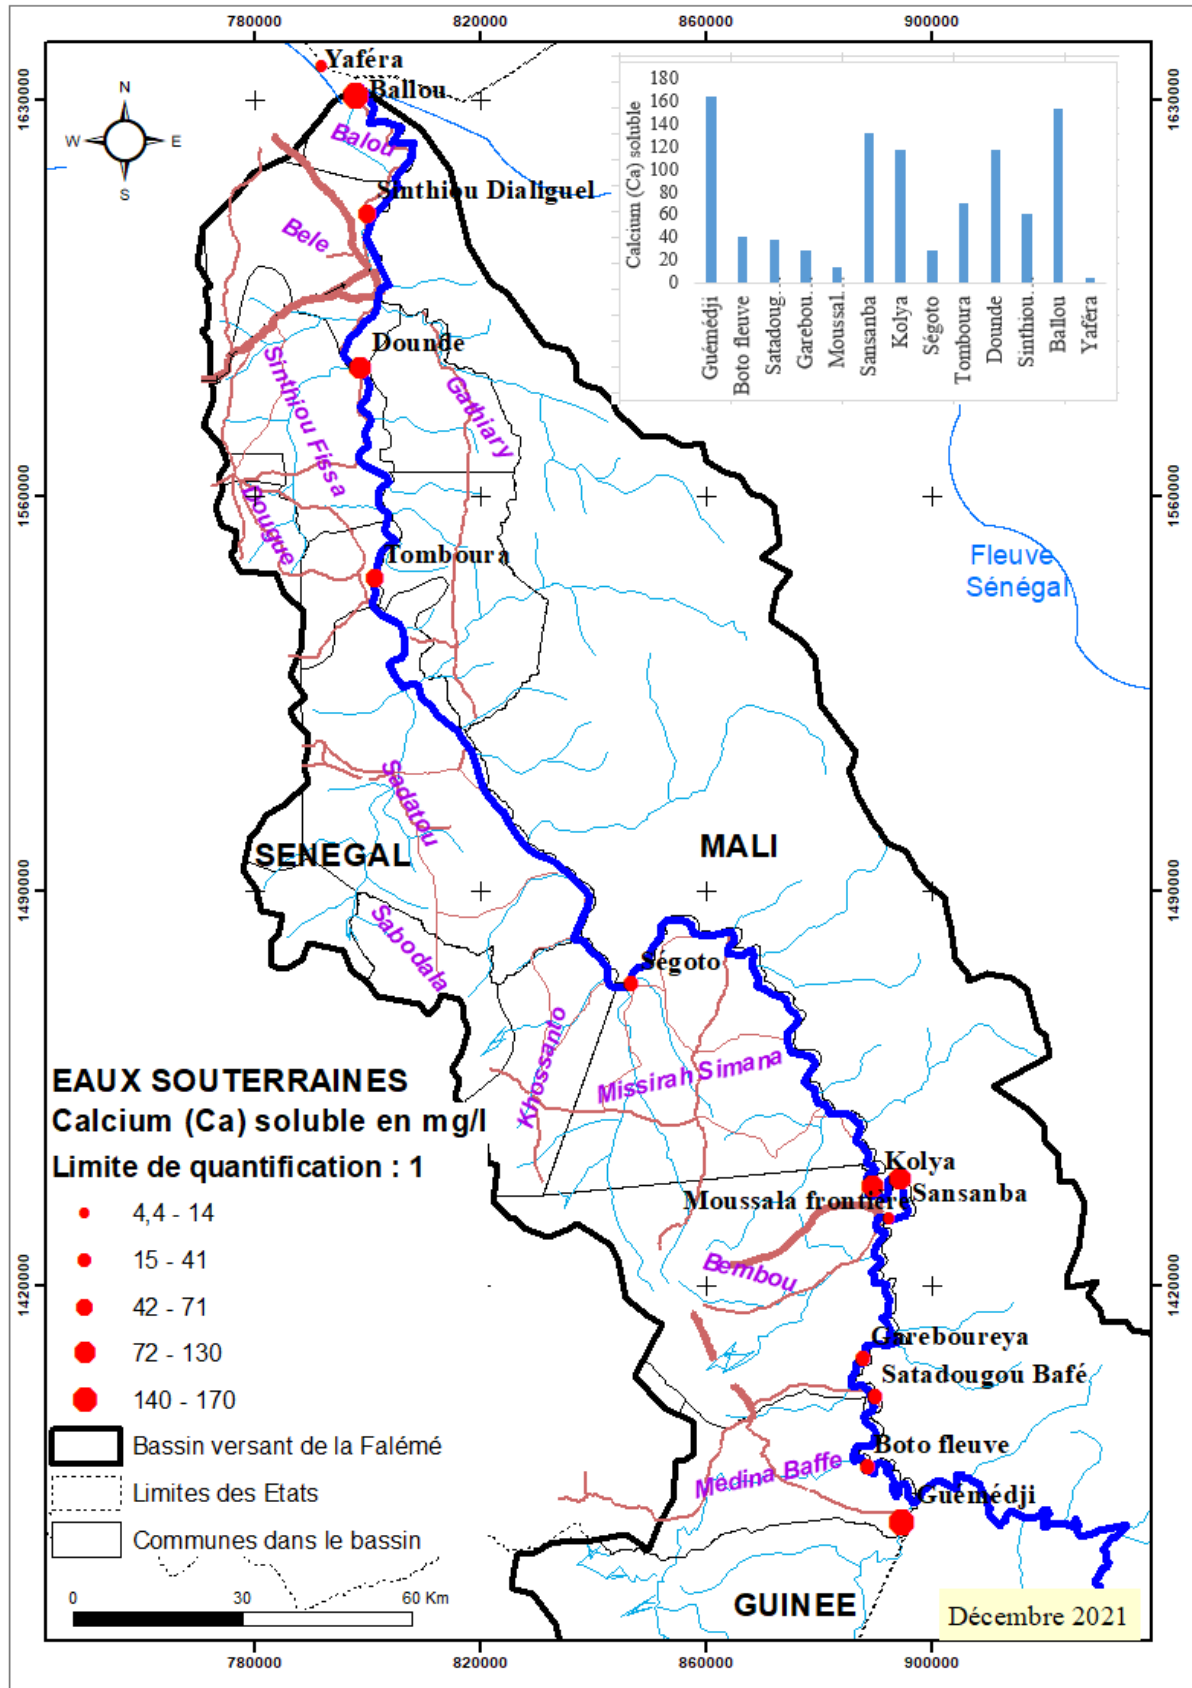 780000
820000
860000
900000
1630000
1630000
Yaféra
Ballou
N
W
E
S
Balou
Sinthiou Dialiguel
Bele
Calcium (Ca) soluble
180
160
140
120
100
80
60
40
20
0
Guémédji
Boto fleuve
Satadoug...
Garebou...
Moussal...
Sansanba
Kolya
Ségoto
Tomboura
Dounde
Sinthiou...
Ballou
Yaféra
Dounde
Sinthiou Fissa
Gathiary
Dougue
1560000
1560000
Fleuve
Sénégal
Tomboura
Sadatou
SENEGAL
MALI
1490000
1490000
Sabodala
Ségoto
Khossanto
Missirah Simana
EAUX SOUTERRAINES
Calcium (Ca) soluble en mg/l
Limite de quantification : 1
4,4 - 14
15 - 41
42 - 71
72 - 130
140 - 170
Bassin versant de la Falémé
Limites des Etats
Communes dans le bassin
0
30
60 Km
Kolya
Sansanba
Moussala frontière
Bembou
1420000
1420000
Gareboureya
Satadougou Bafé
Boto fleuve
Médina Baffe
Guémédji
GUINEE
Décembre 2021
780000
820000
860000
900000